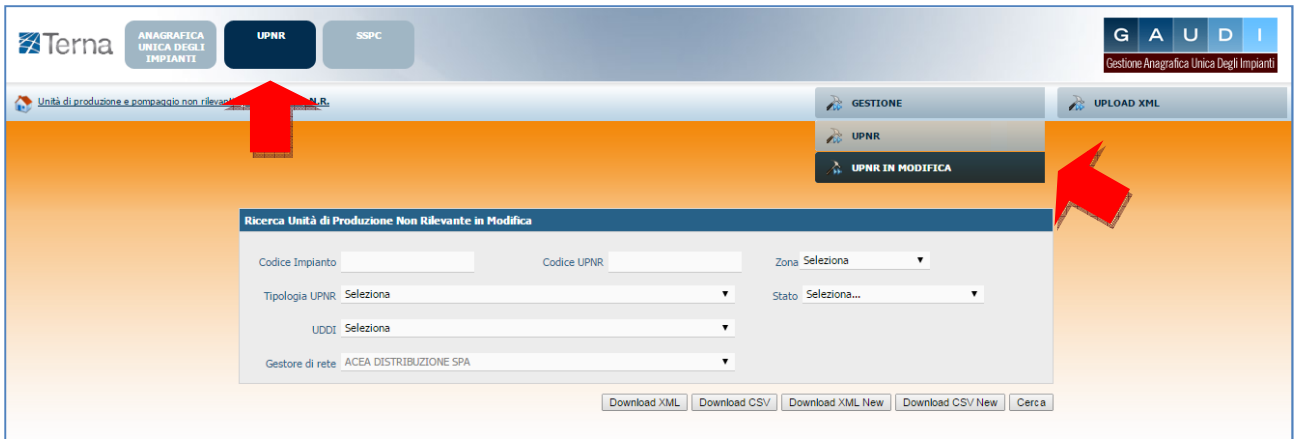 Terna
ANAGRAFICA
UNICA DEGLI
IMPIANTI
UPNR
SSPC
G A U D I
Gestione Anagrafica Unica Degli Impianti
Unità di produzione e pompaggio non rilevant N.R.
GESTIONE
UPLOAD XML
UPNR
UPNR IN MODIFICA
Ricerca Unità di Produzione Non Rilevante in Modifica
Codice Impianto Codice UPNR Zona Seleziona
Tipologia UPNR Seleziona Stato Seleziona...
UDDI Seleziona
Gestore di rete ACEA DISTRIBUZIONE SPA
Download XML Download CSV Download XML New Download CSV New Cerca